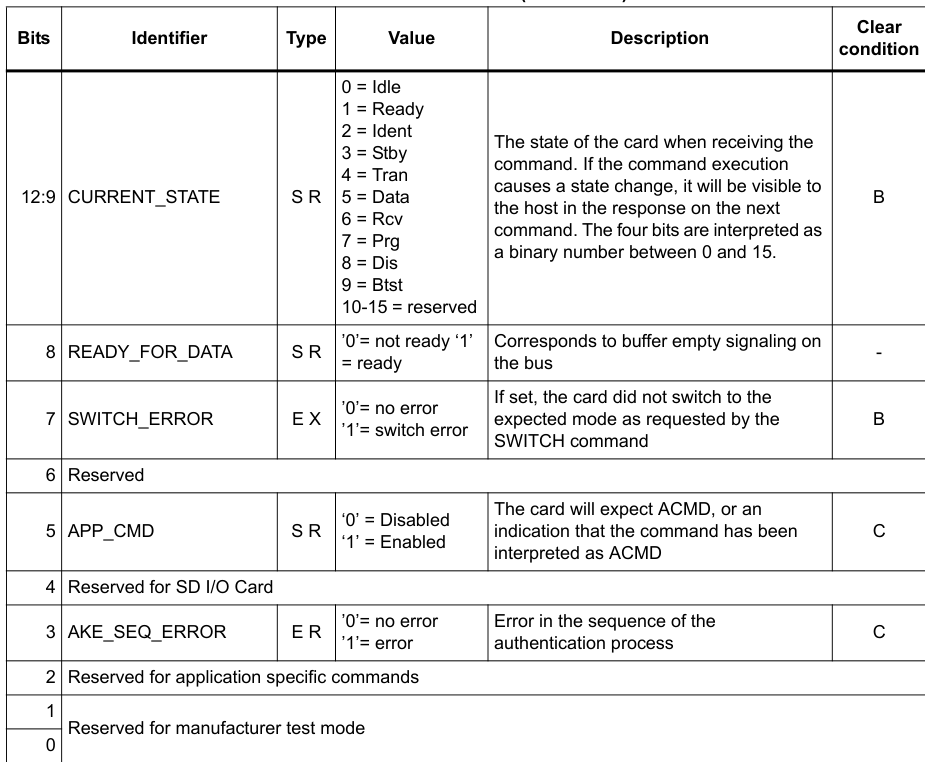 Bits Identifier Type Value Description Clear condition
12:9 CURRENT_STATE S R
0 = Idle
1 = Ready
2 = Ident
3 = Stby
4 = Tran
5 = Data
6 = Rcv
7 = Prg
8 = Dis
9 = Btst
10-15 = reserved
The state of the card when receiving the
command. If the command execution
causes a state change, it will be visible to
the host in the response on the next
command. The four bits are interpreted as
a binary number between 0 and 15.
B
8 READY_FOR_DATA S R
’0’= not ready ‘1’
= ready
Corresponds to buffer empty signaling on
the bus
-
7 SWITCH_ERROR E X
’0’= no error
’1’= switch error
If set, the card did not switch to the
expected mode as requested by the
SWITCH command
B
6 Reserved
5 APP_CMD S R
‘0’ = Disabled
‘1’ = Enabled
The card will expect ACMD, or an
indication that the command has been
interpreted as ACMD
C
4 Reserved for SD I/O Card
3 AKE_SEQ_ERROR E R
’0’= no error
’1’= error
Error in the sequence of the
authentication process
C
2 Reserved for application specific commands
1
Reserved for manufacturer test mode
0